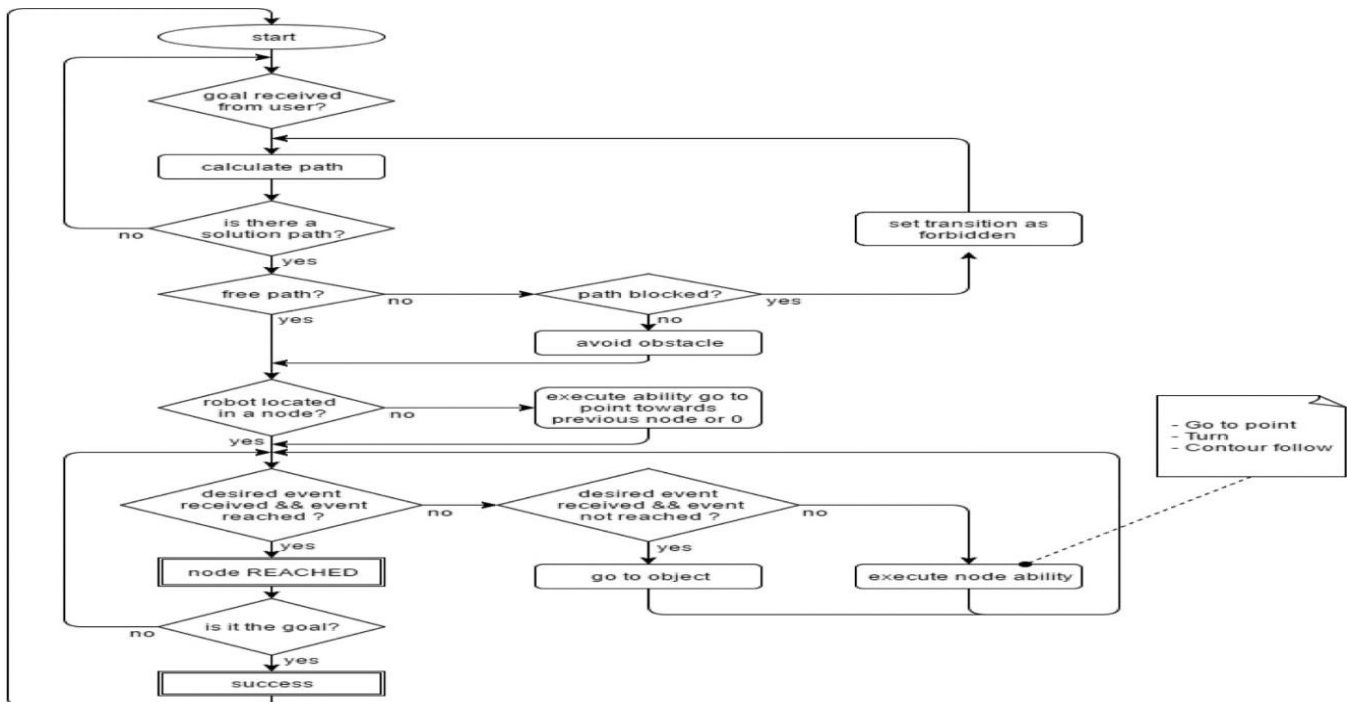 start
goal received
from user?
calculate path
is there a
solution path?
no
yes
set transition as
forbidden
free path?
no
path blocked?
yes
yes
no
avoid obstacle
robot located
in a node?
no
execute ability go to
point towards
previous node or 0
yes
- Go to point
- Turn
- Contour follow
desired event
received && event
reached ?
no
desired event
received && event
not reached ?
no
yes
yes
node REACHED
go to object
execute node ability
is it the goal?
no
yes
success